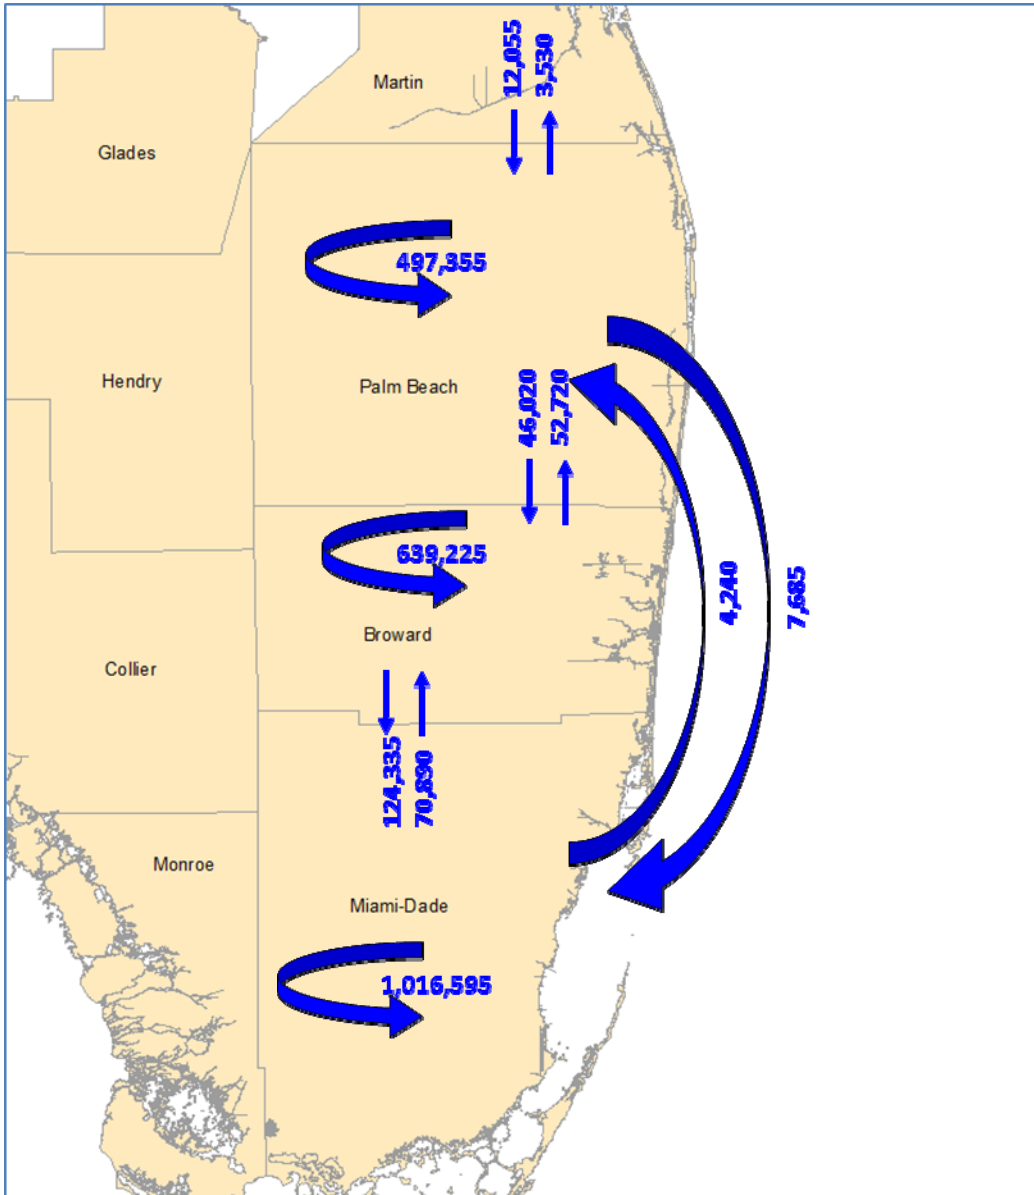 12,055
3,530
Martin
Glades
497,355
Hendry
Palm Beach
46,020
52,720
639,225
4,240
7,685
Broward
Collier
124,335
70,890
Monroe
Miami-Dade
1,016,595